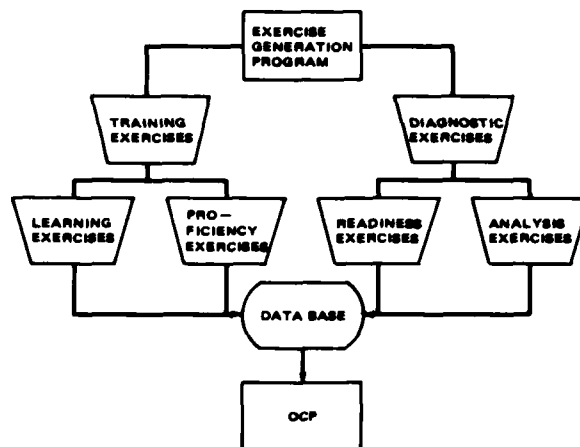 EXERCISE
GENERATION
PROGRAM
TRAINING
EXERCISES
DIAGNOSTIC
EXERCISES
LEARNING
EXERCISES
PRO-
FICIENCY
EXERCISES
READINESS
EXERCISES
ANALYSIS
EXERCISES
DATA BASE
OCP